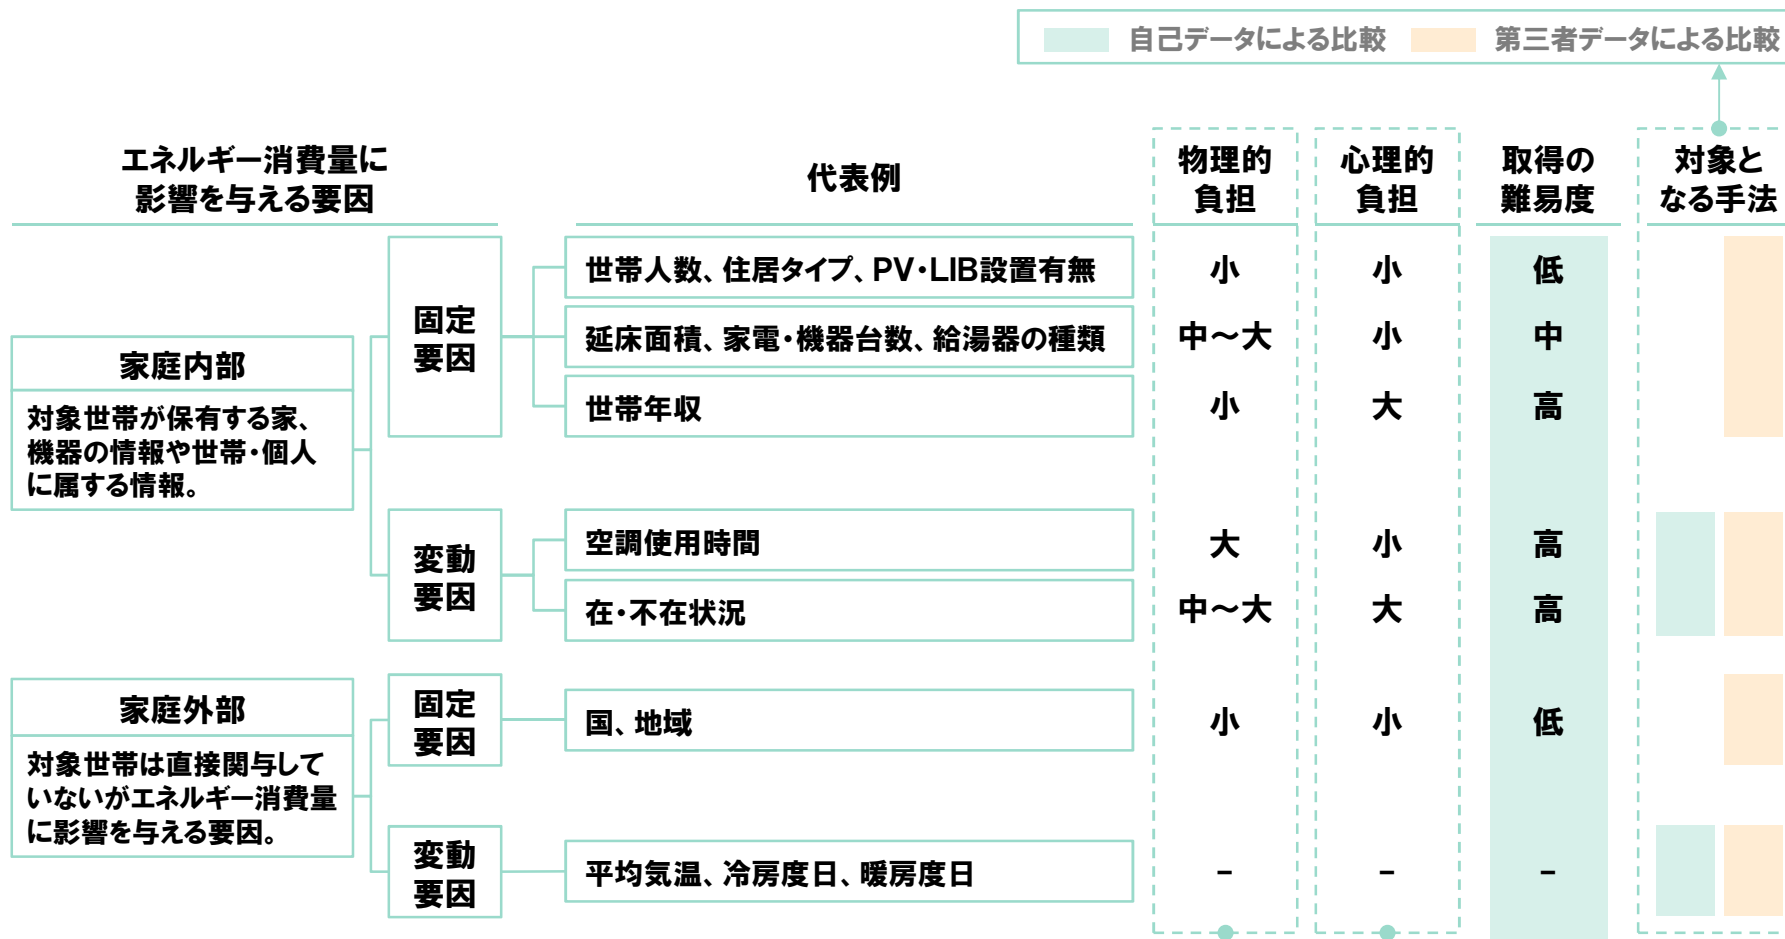 自己データによる比較 第三者データによる比較
エネルギー消費量に
影響を与える要因
代表例
物理的
負担
心理的
負担
取得の
難易度
対象と
なる手法
家庭内部
対象世帯が保有する家、
機器の情報や世帯・個人
に属する情報。
固定
要因
世帯人数、住居タイプ、PV・LIB設置有無 小 小 低
延床面積、家電・機器台数、給湯器の種類 中～大 小 中
世帯年収 小 大 高
変動
要因
空調使用時間 大 小 高
在・不在状況 中～大 大 高
家庭外部
対象世帯は直接関与して
いないがエネルギー消費量
に影響を与える要因。
固定
要因
国、地域 小 小 低
変動
要因
平均気温、冷房度日、暖房度日 – – –